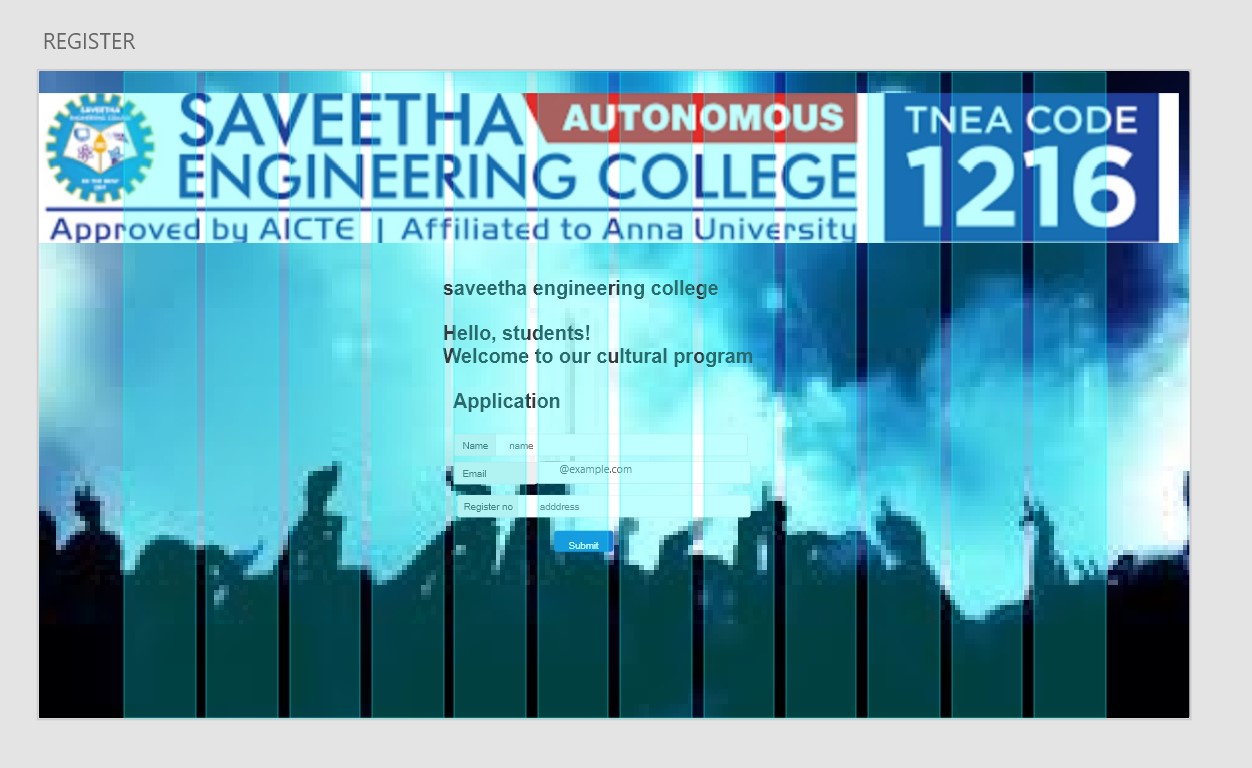 REGISTER
SAVEETHA
AUTONOMOUS
ENGINEERING COLLEGE
Approved by AICTE | Affiliated to Anna University
TNEA CODE
1216
saveetha engineering college
Hello, students!
Welcome to our cultural program
Application
Name name
Email @example.com
Register no adddress
Submit